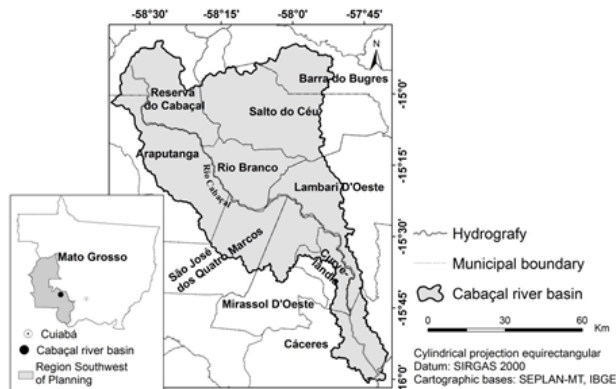 -58°30'
-58°15'
-58°0'
-57°45'
N
Barra do Bugres
Reserva
do Cabaçal
-15°0'
Salto do Céu
Araputanga
Rio Branco
-15°15'
Rio Cabaçal
Lambari D'Oeste
-15°30'
São José
dos Quatro Marcos
Curve-
lândia
Mirassol D'Oeste
-15°45'
Cáceres
-16°0'
Mato Grosso
Cuiabá
Cabaçal river basin
Region Southwest
of Planning
Hydrografy
Municipal boundary
Cabaçal river basin
0 30 60
Km
Cylindrical projection equirectangular
Datum: SIRGAS 2000
Cartographic bases: SEPLAN-MT, IBGE